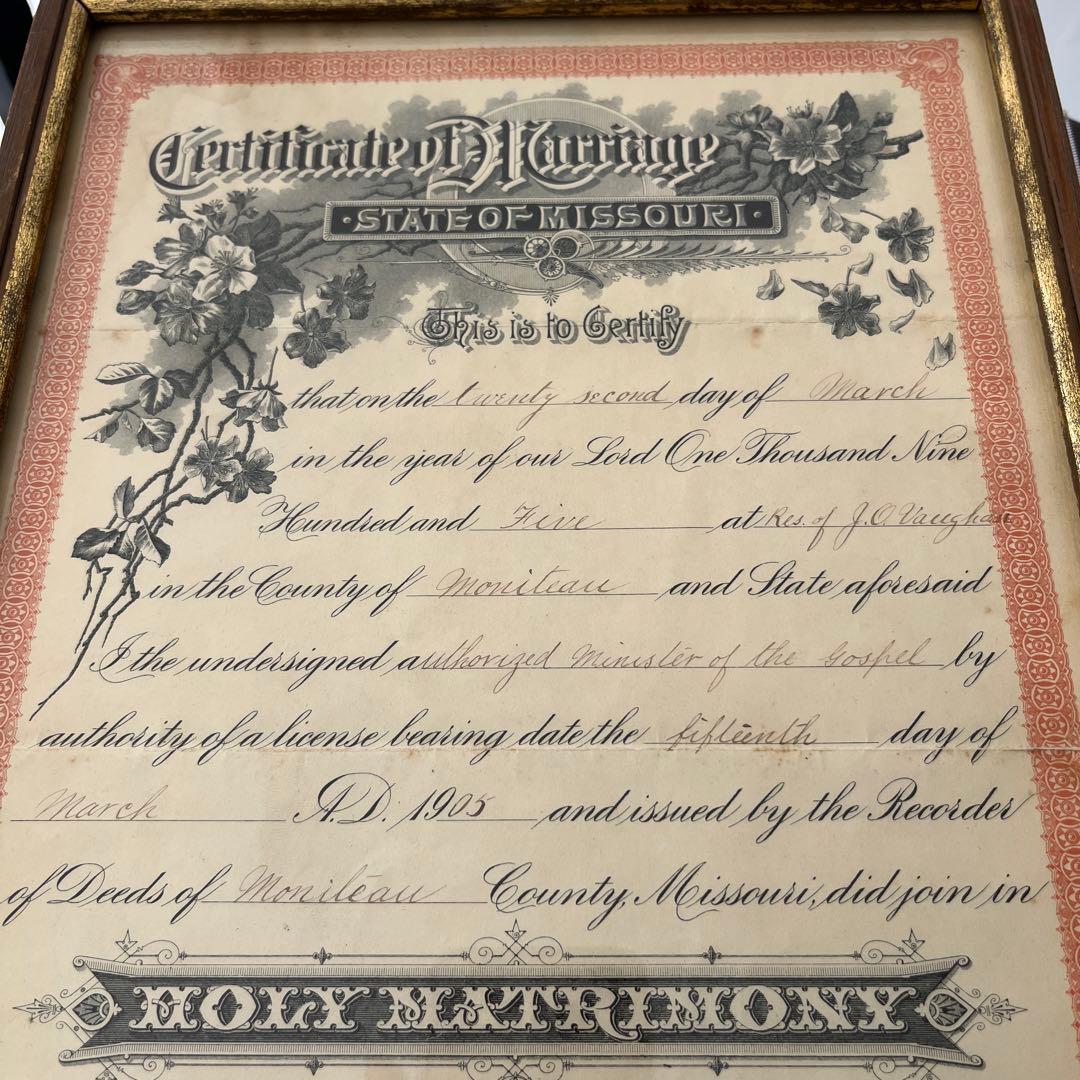 Certificate of Marriage
·STATE OF MISSOURI·
This is to Certify
that on the twenty second day of March
in the year of our Lord One Thousand Nine
Hundred and Five at Res. of J.O. Vaughan
in the County of Moniteau and State aforesaid
I the undersigned authorized Minister of the Gospel by
authority of a license bearing date the fifteenth day of
March A.D. 1905 and issued by the Recorder
of Deeds of Moniteau County, Missouri, did join in
HOLY MATRIMONY